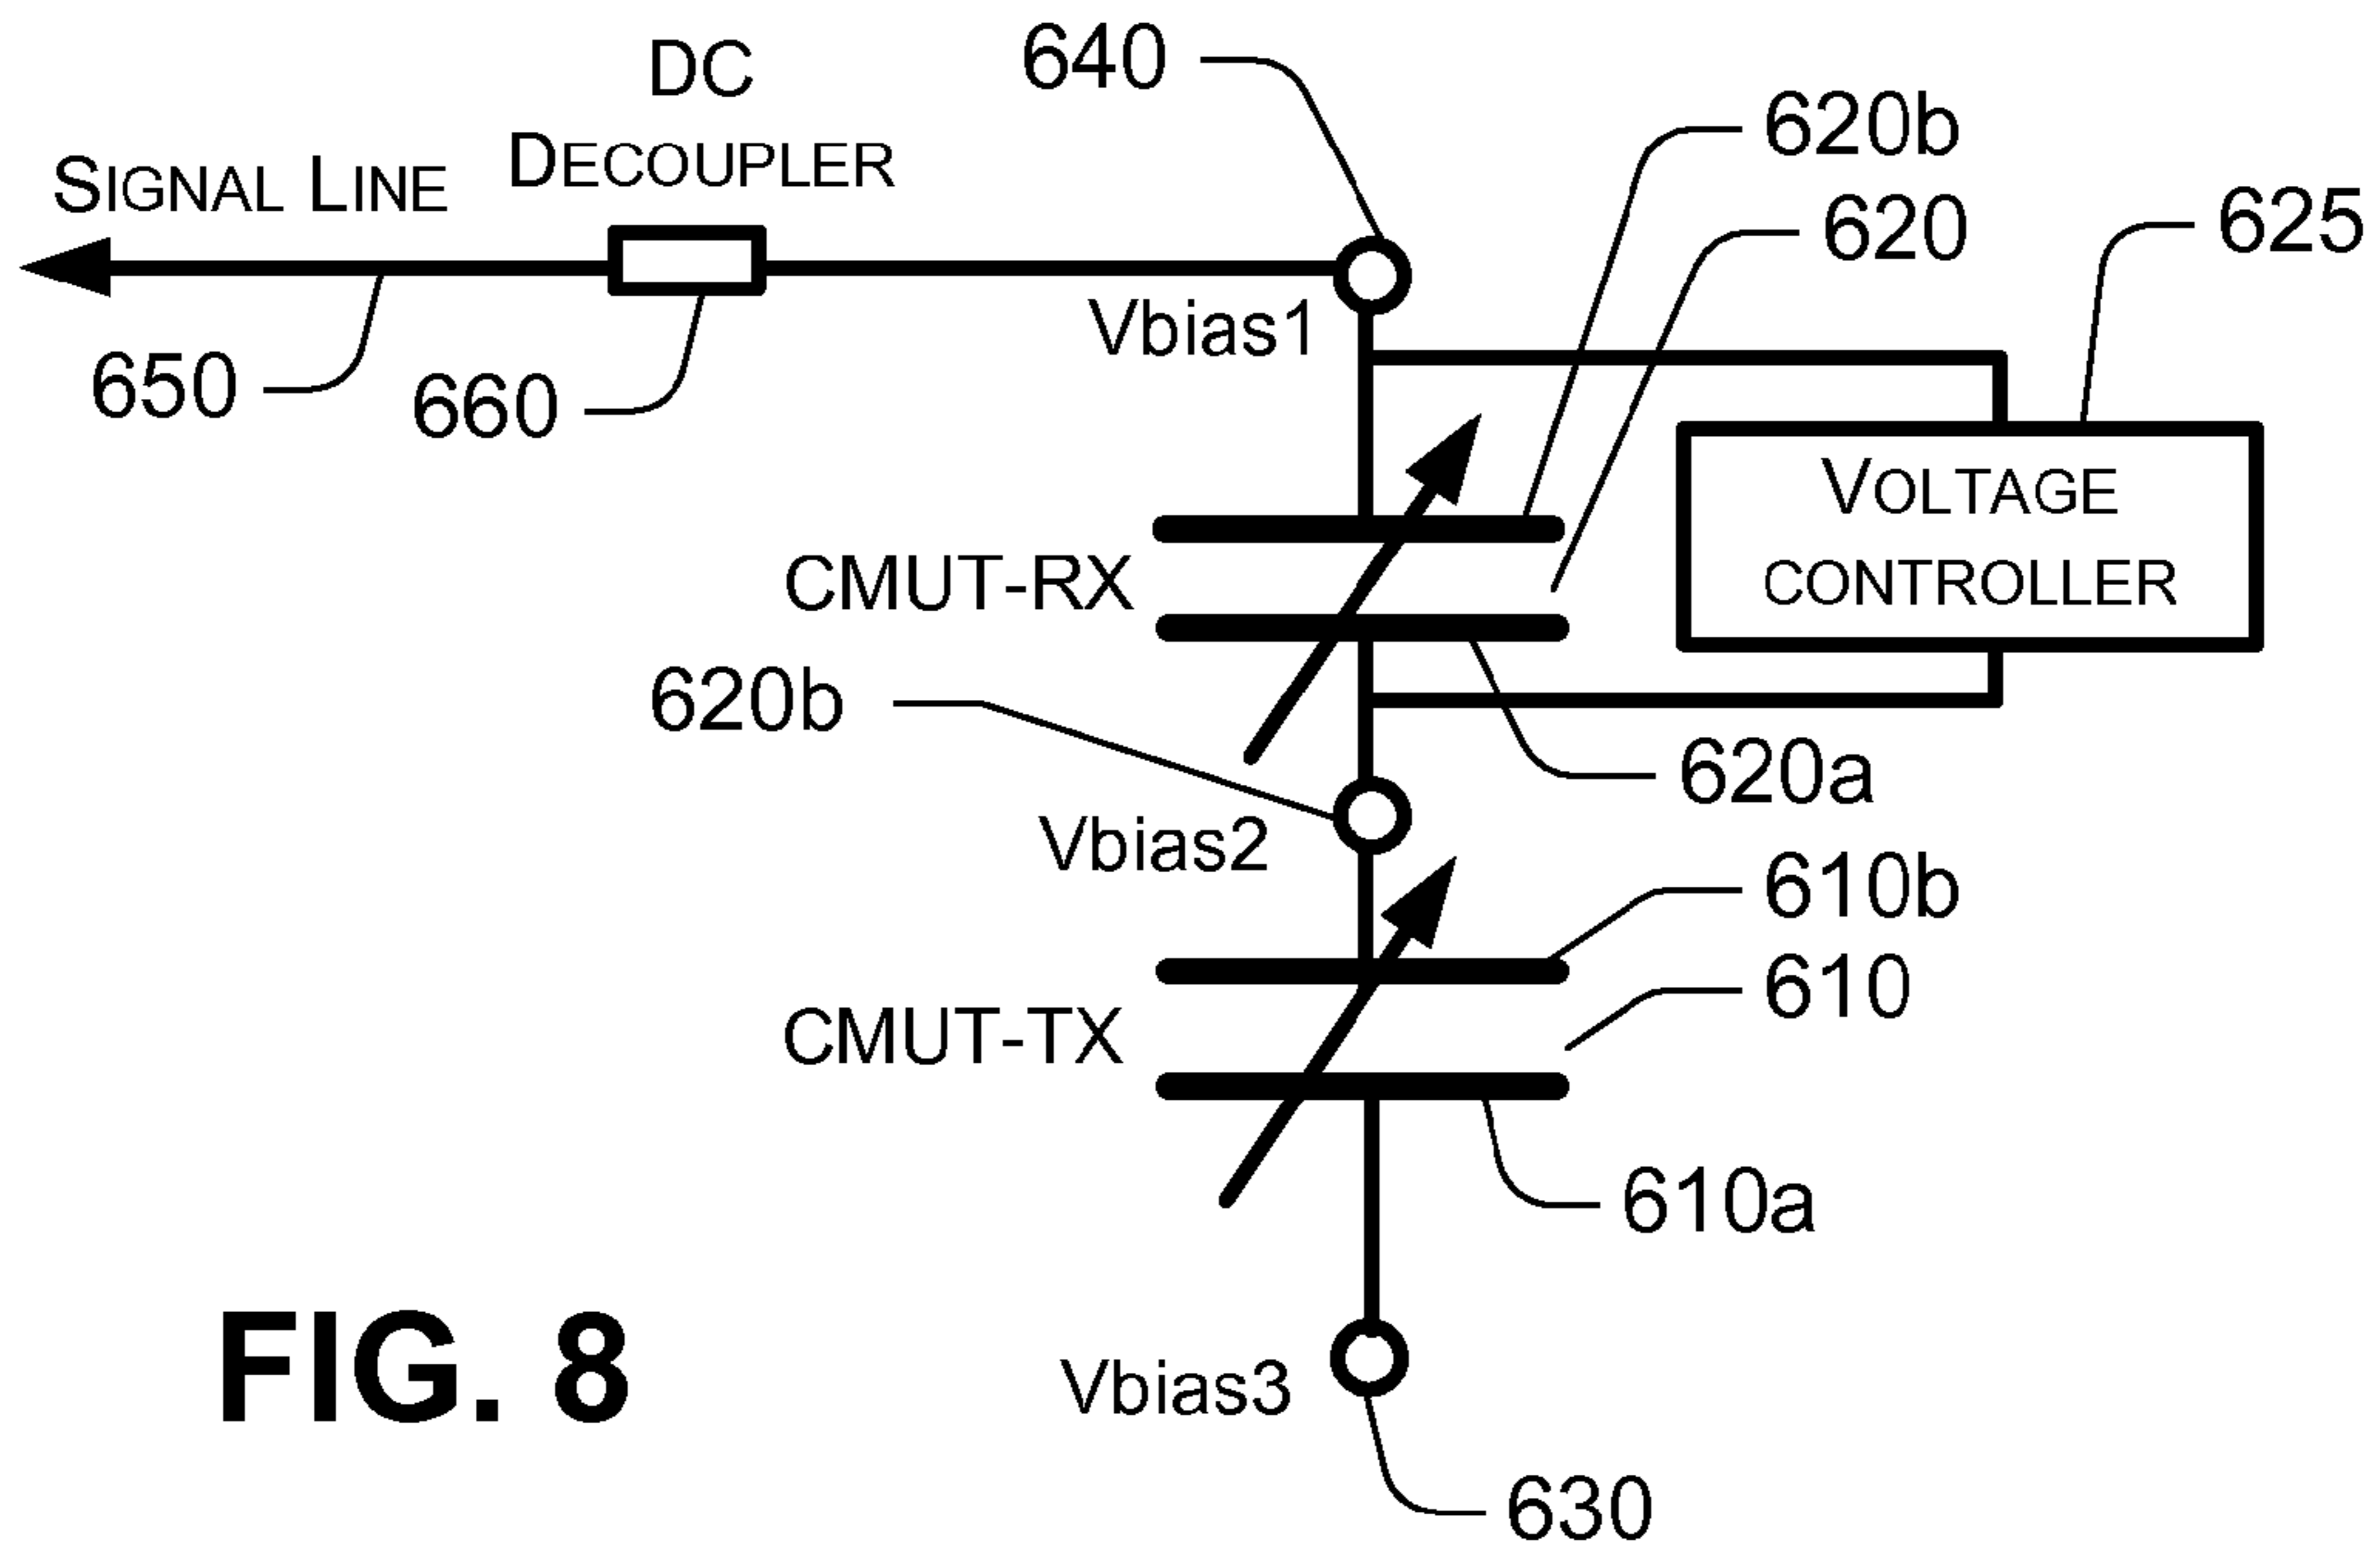 640
DC
DECOUPLER
SIGNAL LINE
620b
620
625
Vbias1
650
660
VOLTAGE
CONTROLLER
CMUT-RX
620b
620a
Vbias2
610b
610
CMUT-TX
610a
Vbias3
630
FIG. 8